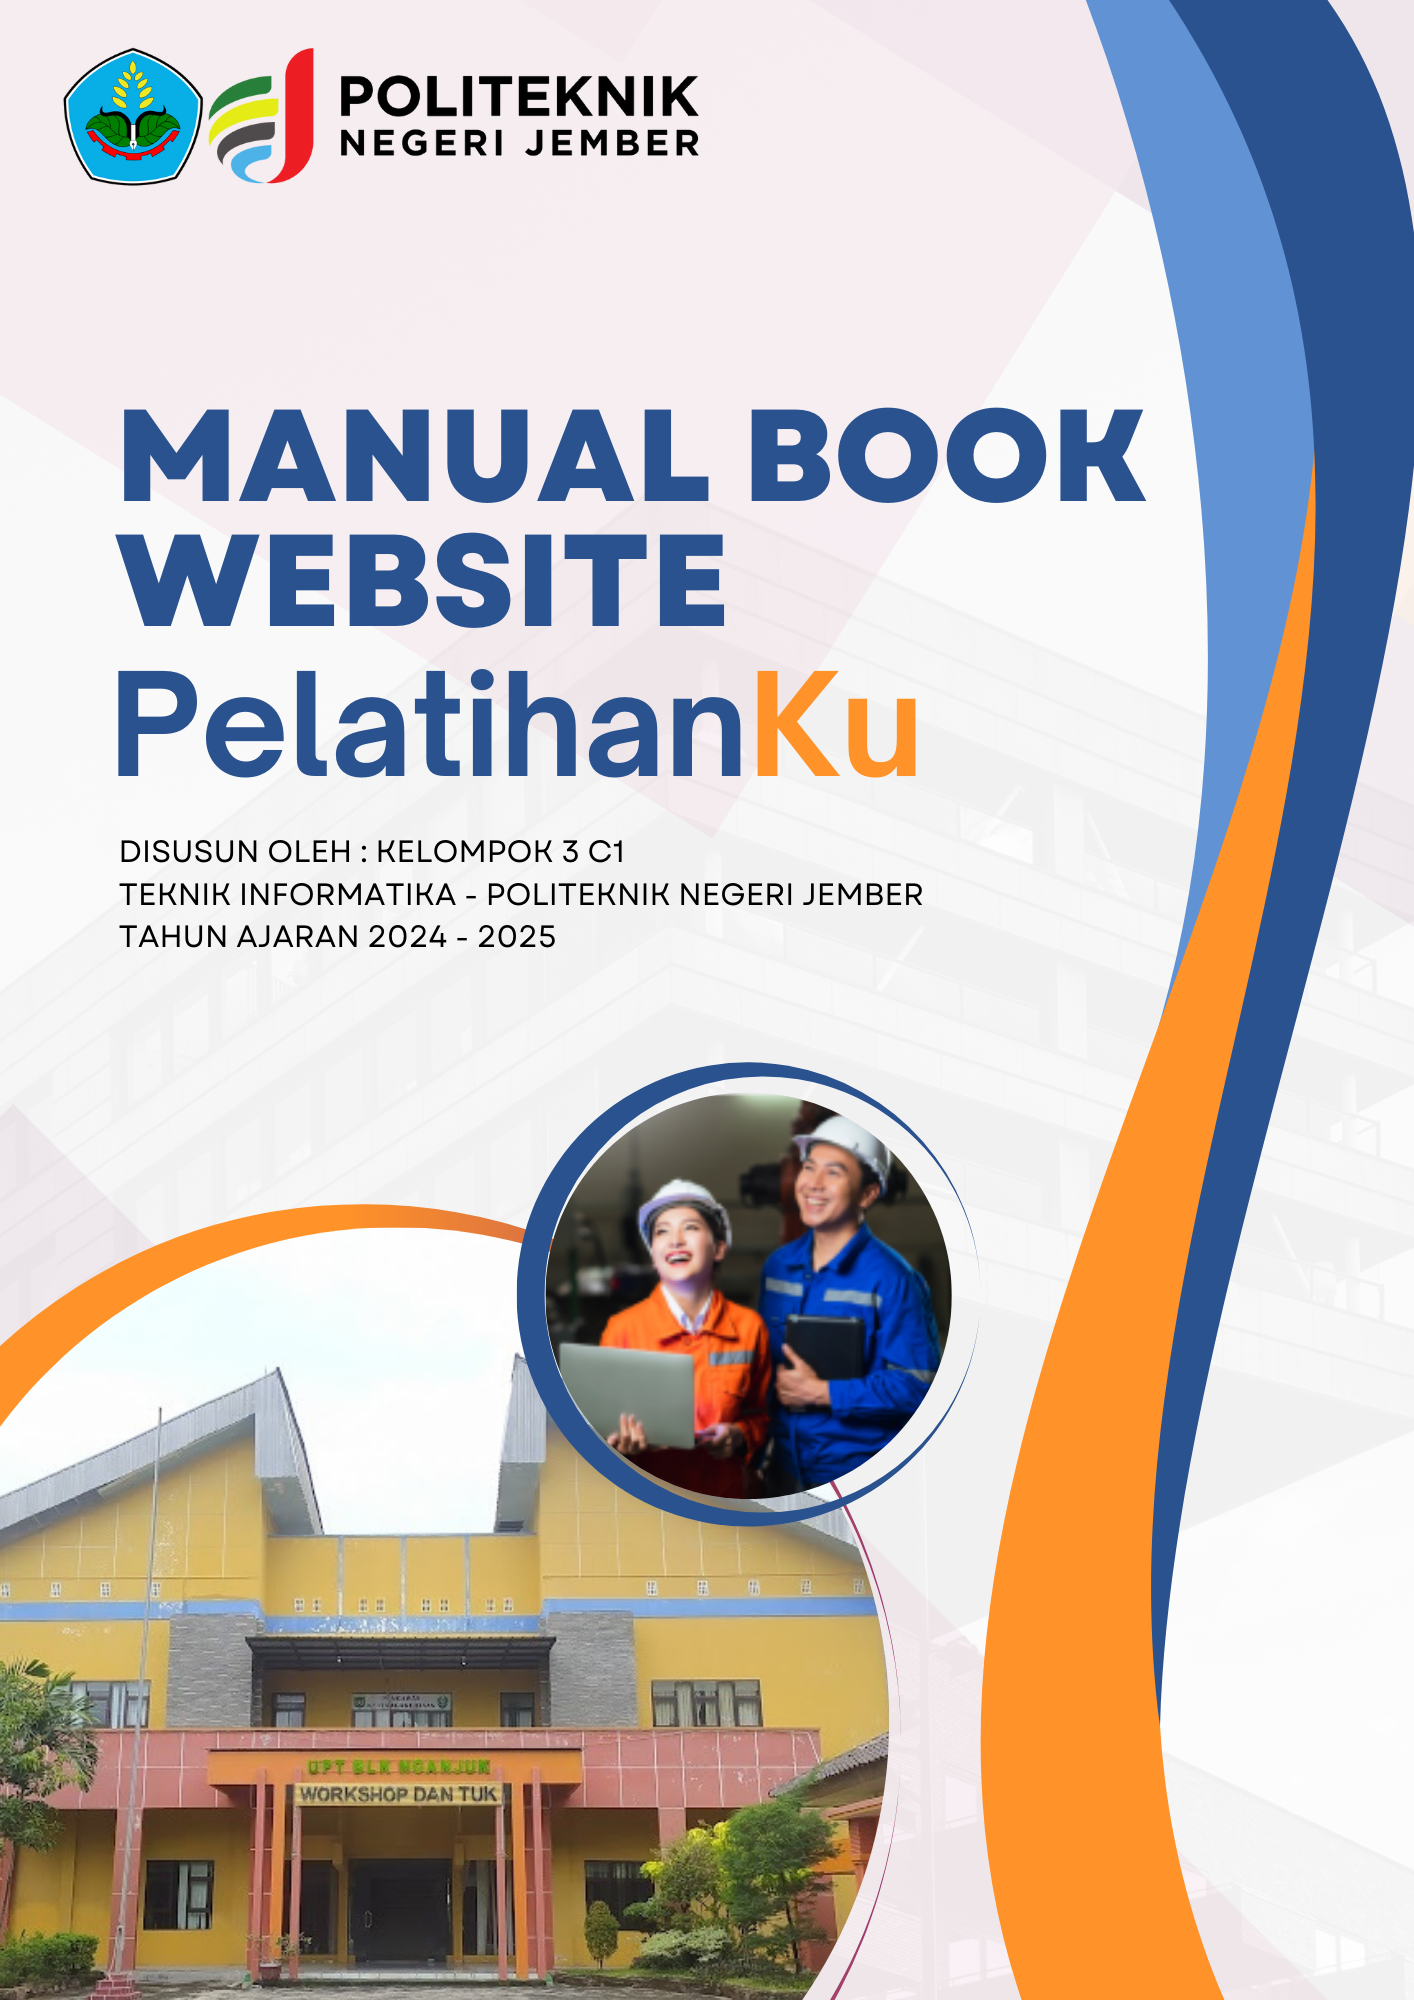 POLITEKNIK
NEGERI JEMBER
MANUAL BOOK
WEBSITE
PelatihanKu
DISUSUN OLEH : KELOMPOK 3 C1
TEKNIK INFORMATIKA - POLITEKNIK NEGERI JEMBER
TAHUN AJARAN 2024 - 2025
UPT BLK NGANJUK
WORKSHOP DAN TUK